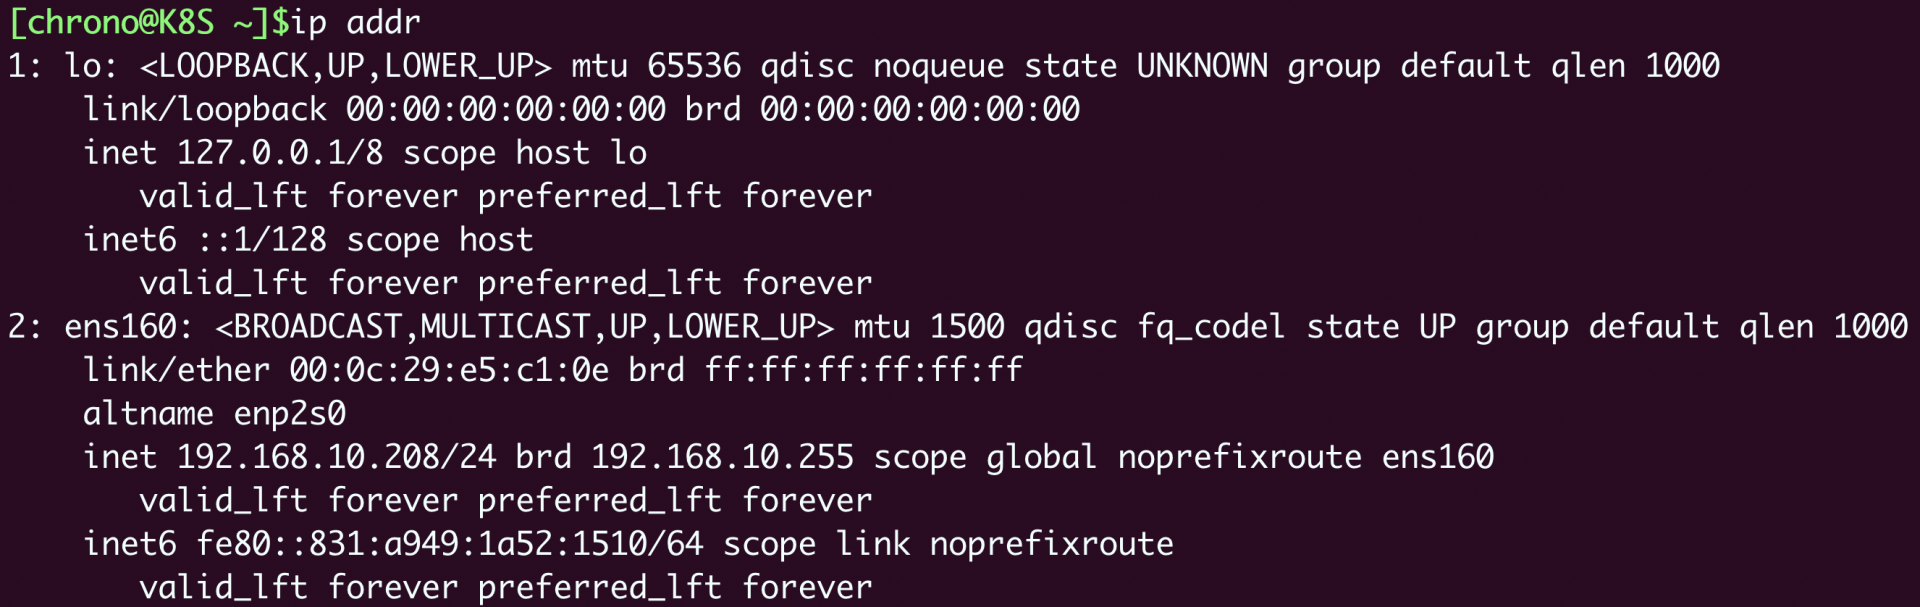 [chrono@K8S ~]$ip addr
1: lo: <LOOPBACK,UP,LOWER_UP> mtu 65536 qdisc noqueue state UNKNOWN group default qlen 1000
link/loopback 00:00:00:00:00:00 brd 00:00:00:00:00:00
inet 127.0.0.1/8 scope host lo
valid_lft forever preferred_lft forever
inet6 ::1/128 scope host
valid_lft forever preferred_lft forever
2: ens160: <BROADCAST,MULTICAST,UP,LOWER_UP> mtu 1500 qdisc fq_codel state UP group default qlen 1000
link/ether 00:0c:29:e5:c1:0e brd ff:ff:ff:ff:ff:ff
altname enp2s0
inet 192.168.10.208/24 brd 192.168.10.255 scope global noprefixroute ens160
valid_lft forever preferred_lft forever
inet6 fe80::831:a949:1a52:1510/64 scope link noprefixroute
valid_lft forever preferred_lft forever